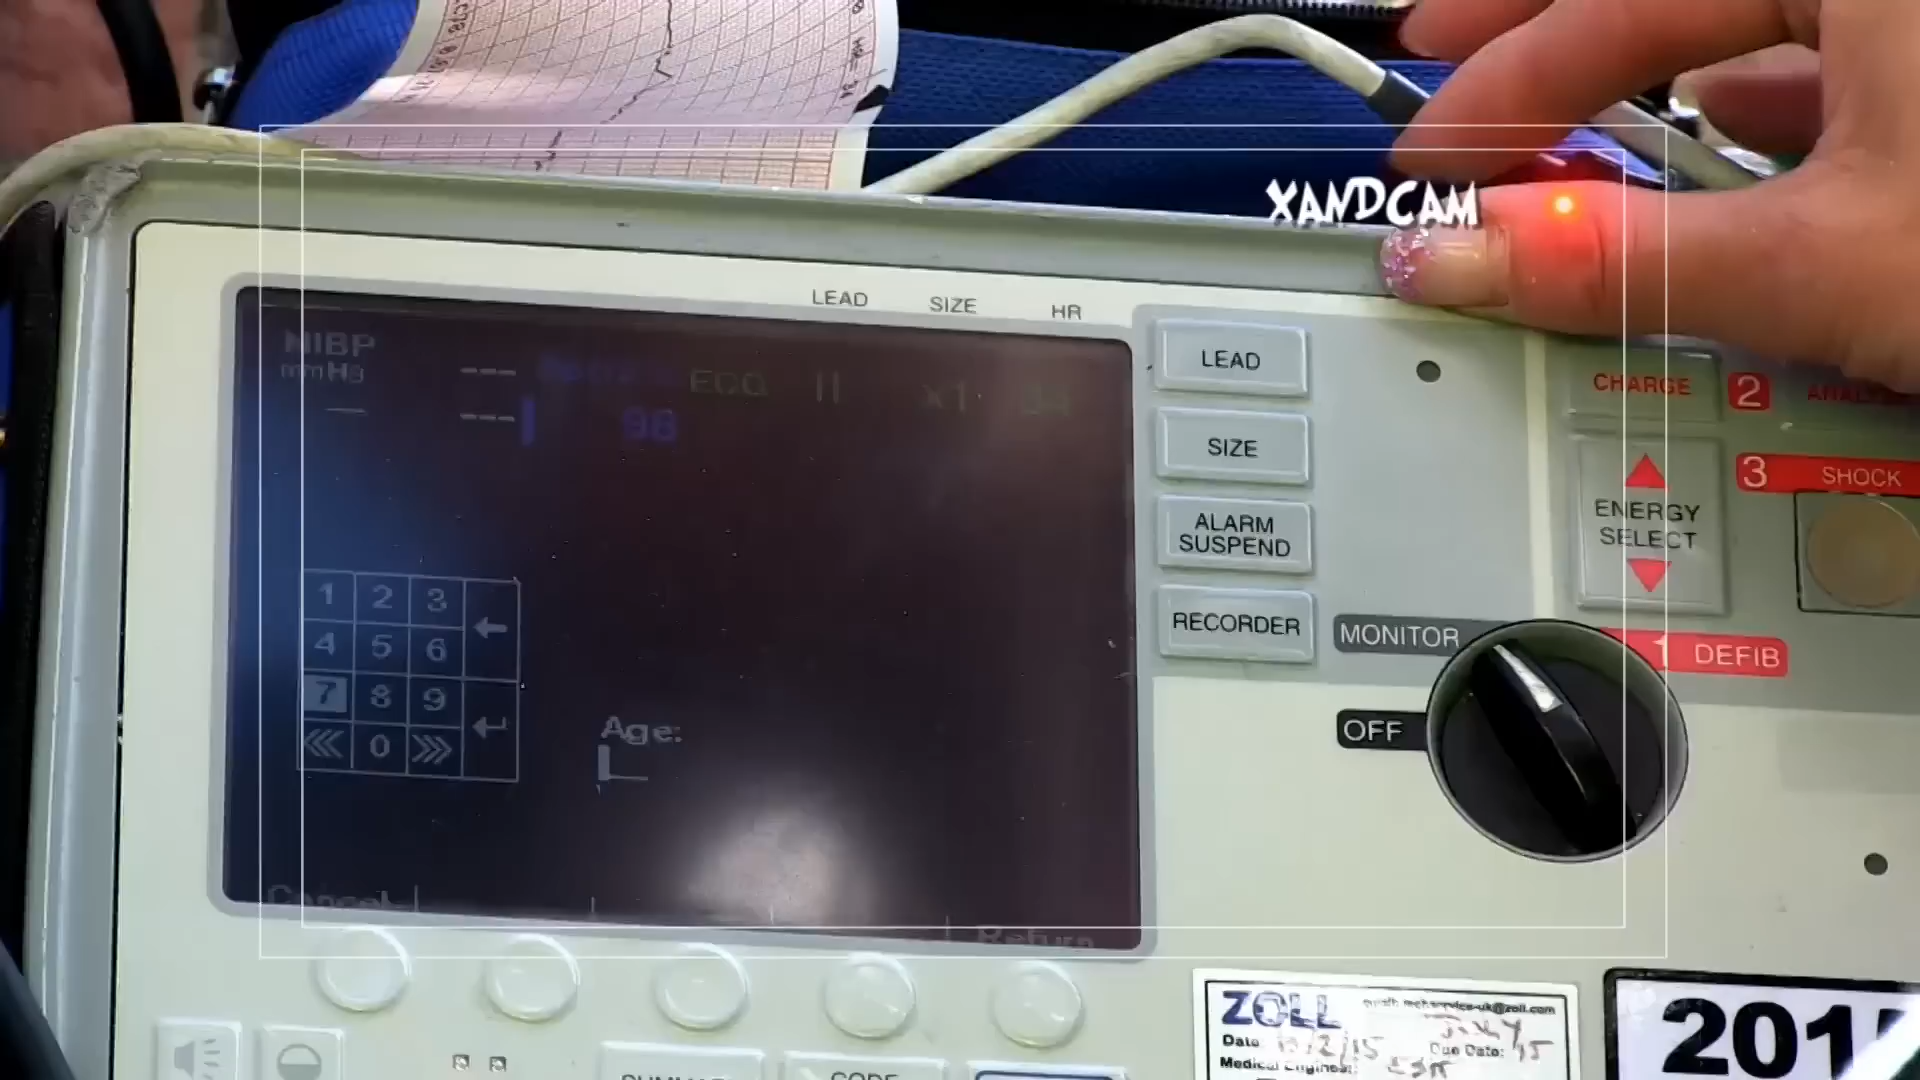 XANDCAM
LEAD SIZE HR
NIBP
mmHg
---
ECG II x1
---
98
1 2 3
4 5 6
7 8 9
0
Age:
Cancel
Return
LEAD
SIZE
ALARM
SUSPEND
RECORDER
CHARGE
2
ENERGY
SELECT
3 SHOCK
MONITOR
1 DEFIB
OFF
ZOLL
Date
Due Date:
Medical Engineer:
CODE